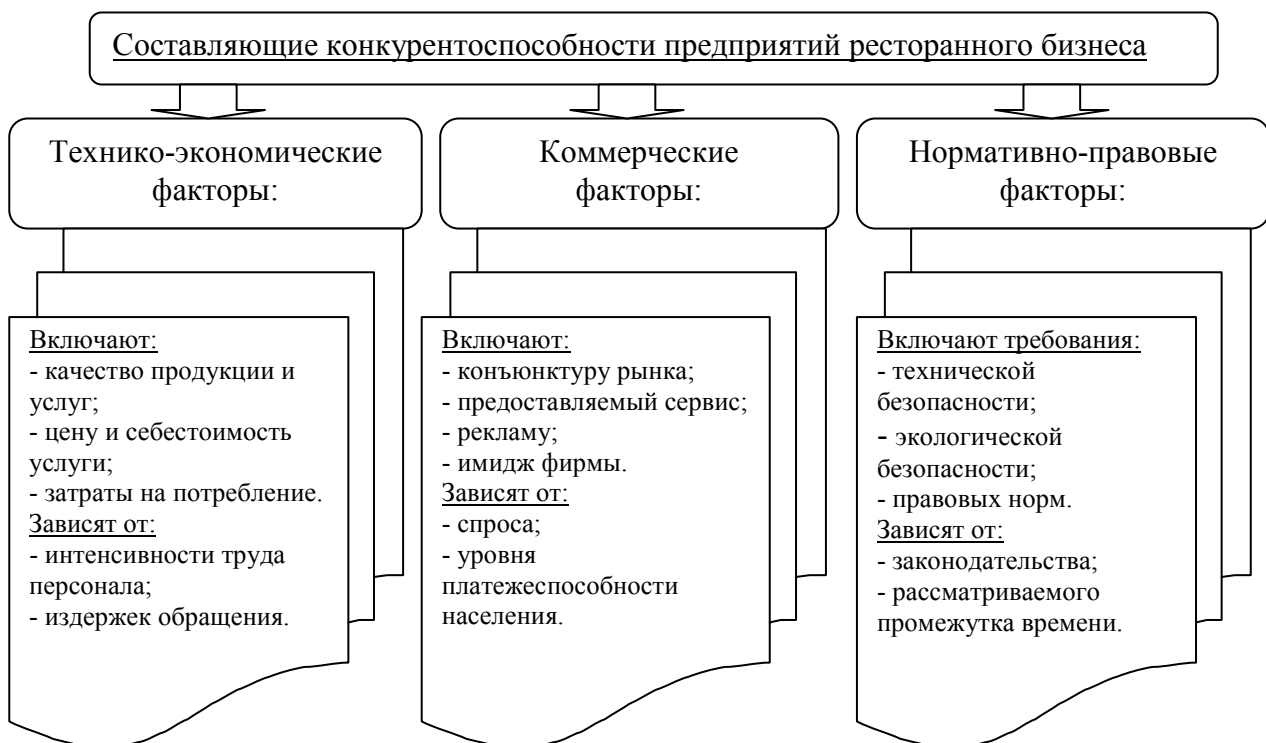 Составляющие конкурентоспособности предприятий ресторанного бизнеса
Технико-экономические
факторы:
Включают:
- качество продукции и
услуг;
- цену и себестоимость
услуги;
- затраты на потребление.
Зависят от:
- интенсивности труда
персонала;
- издержек обращения.
Коммерческие
факторы:
Включают:
- конъюнктуру рынка;
- предоставляемый сервис;
- рекламу;
- имидж фирмы.
Зависят от:
- спроса;
- уровня
платежеспособности
населения.
Нормативно-правовые
факторы:
Включают требования:
- технической
безопасности;
- экологической
безопасности;
- правовых норм.
Зависят от:
- законодательства;
- рассматриваемого
промежутка времени.